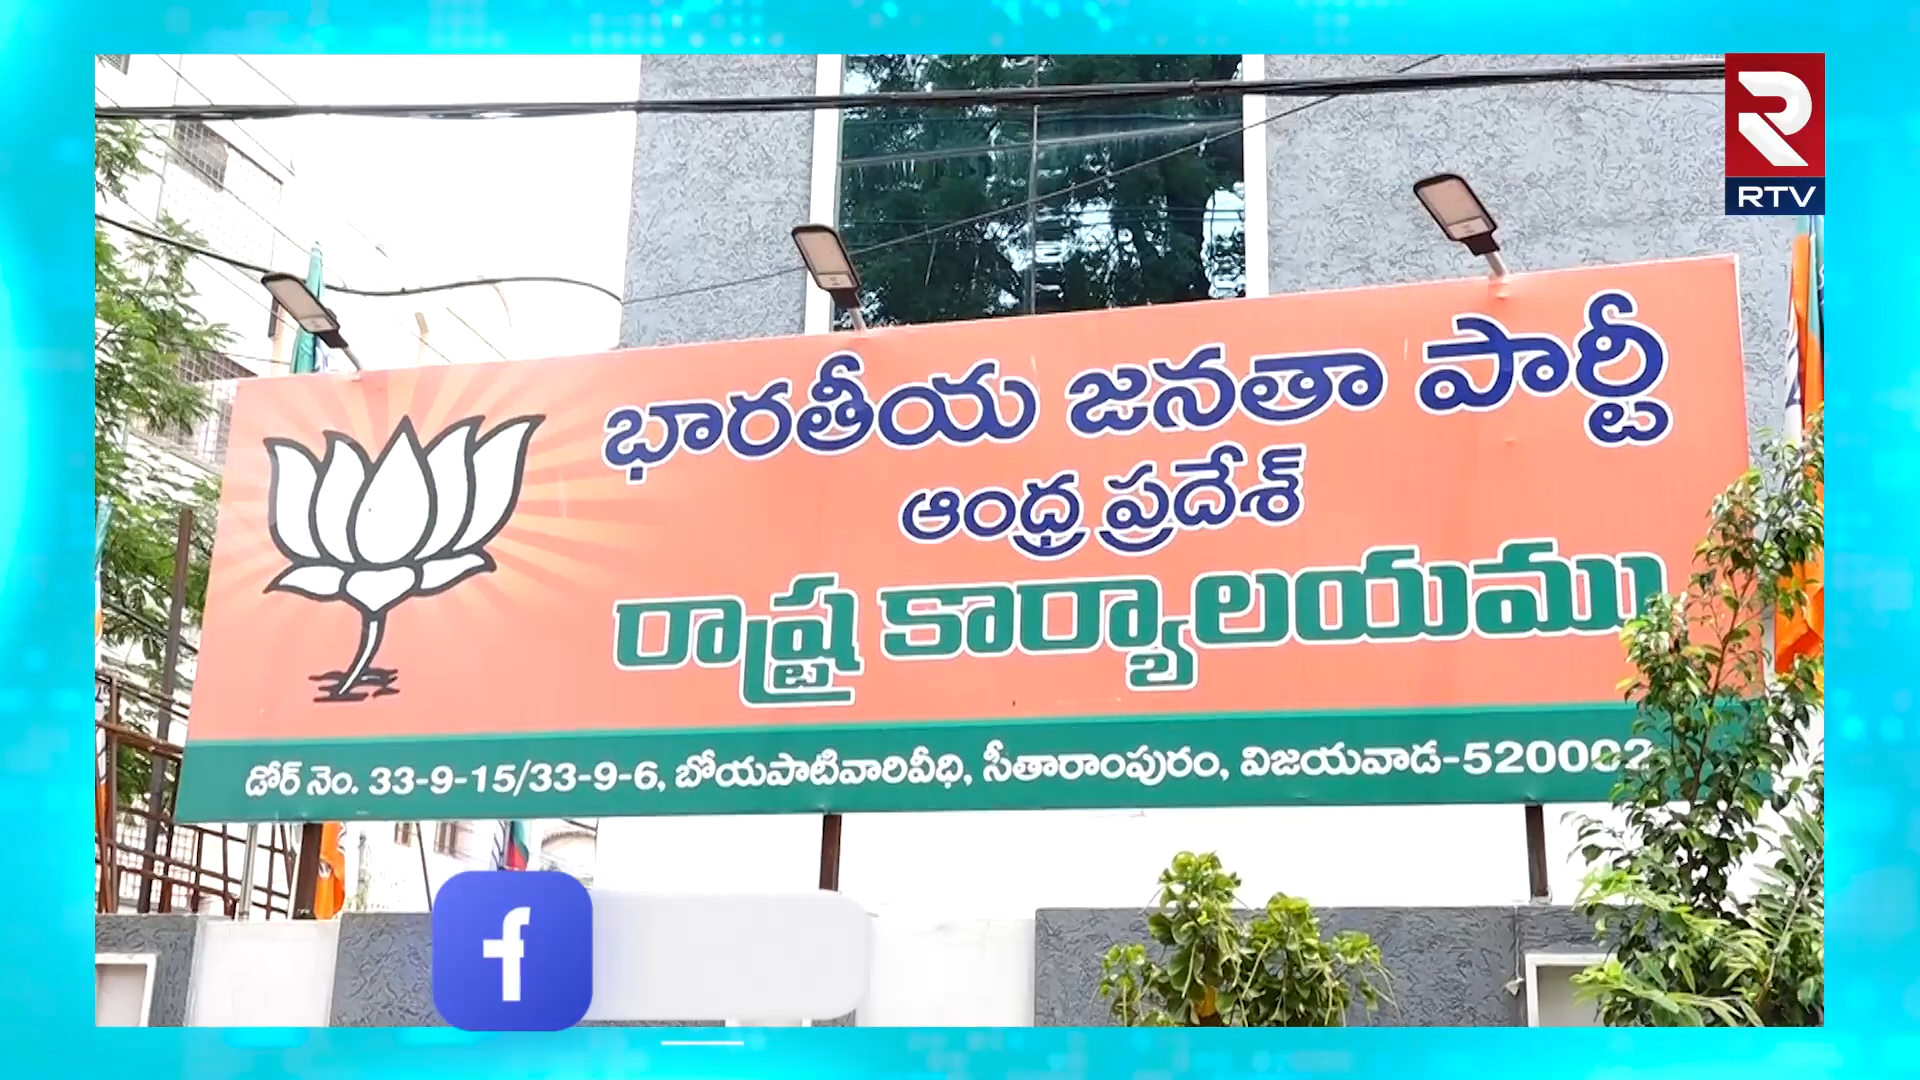 RTV
భారతీయ జనతా పార్టీ
ఆంధ్ర ప్రదేశ్
రాష్ట్ర కార్యాలయము
డోర్ నెం. 33-9-15/33-9-6, బోయపాటివారివీధి, సీతారాంపురం, విజయవాడ-520002